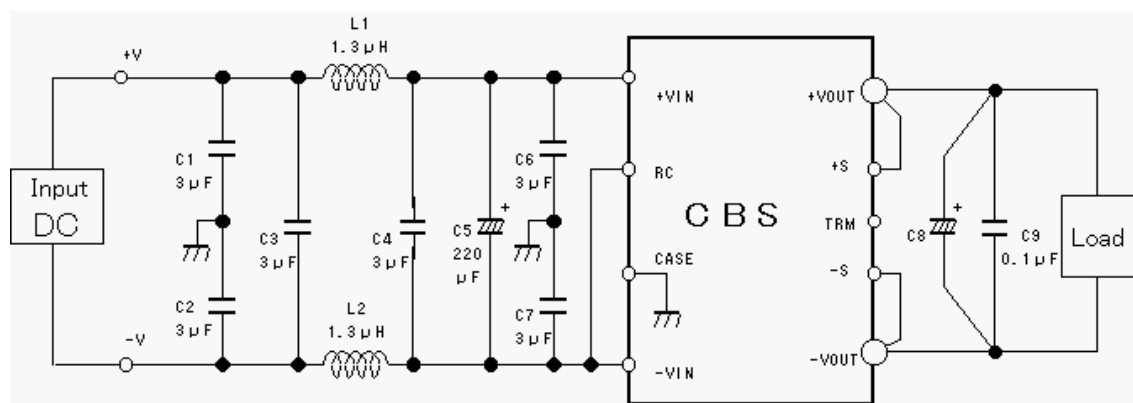 L1
1.3μH
+V
C1
3μF
C6
3μF
+VIN
+VOUT
Input
DC
RC
+S
CBS
C3
3μF
C4
3μF
+
C5
220
μF
TRM
+
C8
C9
0.1μF
Load
CASE
-S
C2
3μF
L2
1.3μH
C7
3μF
-V
-VIN
-VOUT